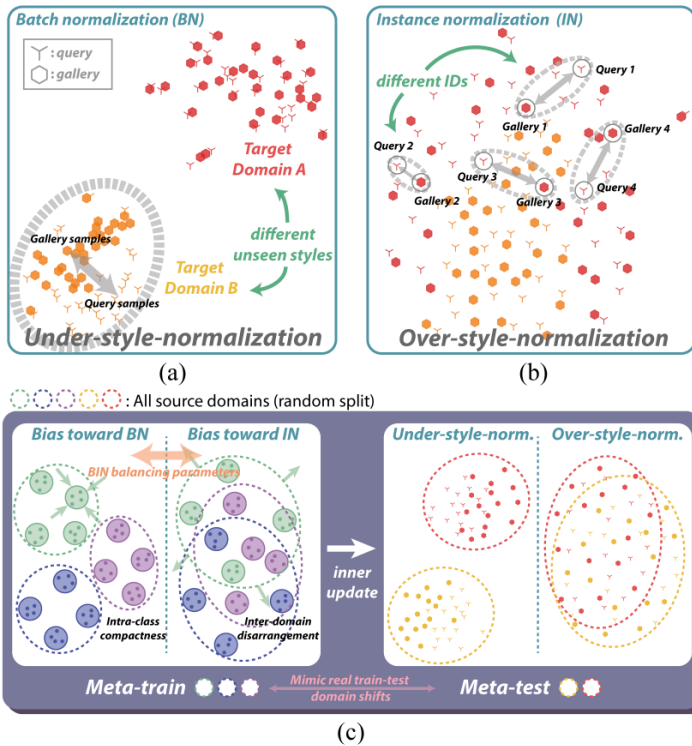 Batch normalization (BN)
: query
: gallery
Target
Domain A
different
unseen styles
Target
Domain B
Gallery samples
Query samples
Under-style-normalization
(a)
Instance normalization (IN)
different IDs
Query 1
Gallery 1
Gallery 4
Query 2
Query 3
Gallery 2
Gallery 3
Query 4
Over-style-normalization
(b)
: All source domains (random split)
Bias toward BN
Bias toward IN
BIN balancing parameters
Intra-class
compactness
Inter-domain
disarrangement
inner
update
Under-style-norm.
Over-style-norm.
Meta-train
Mimic real train-test
domain shifts
Meta-test
(c)